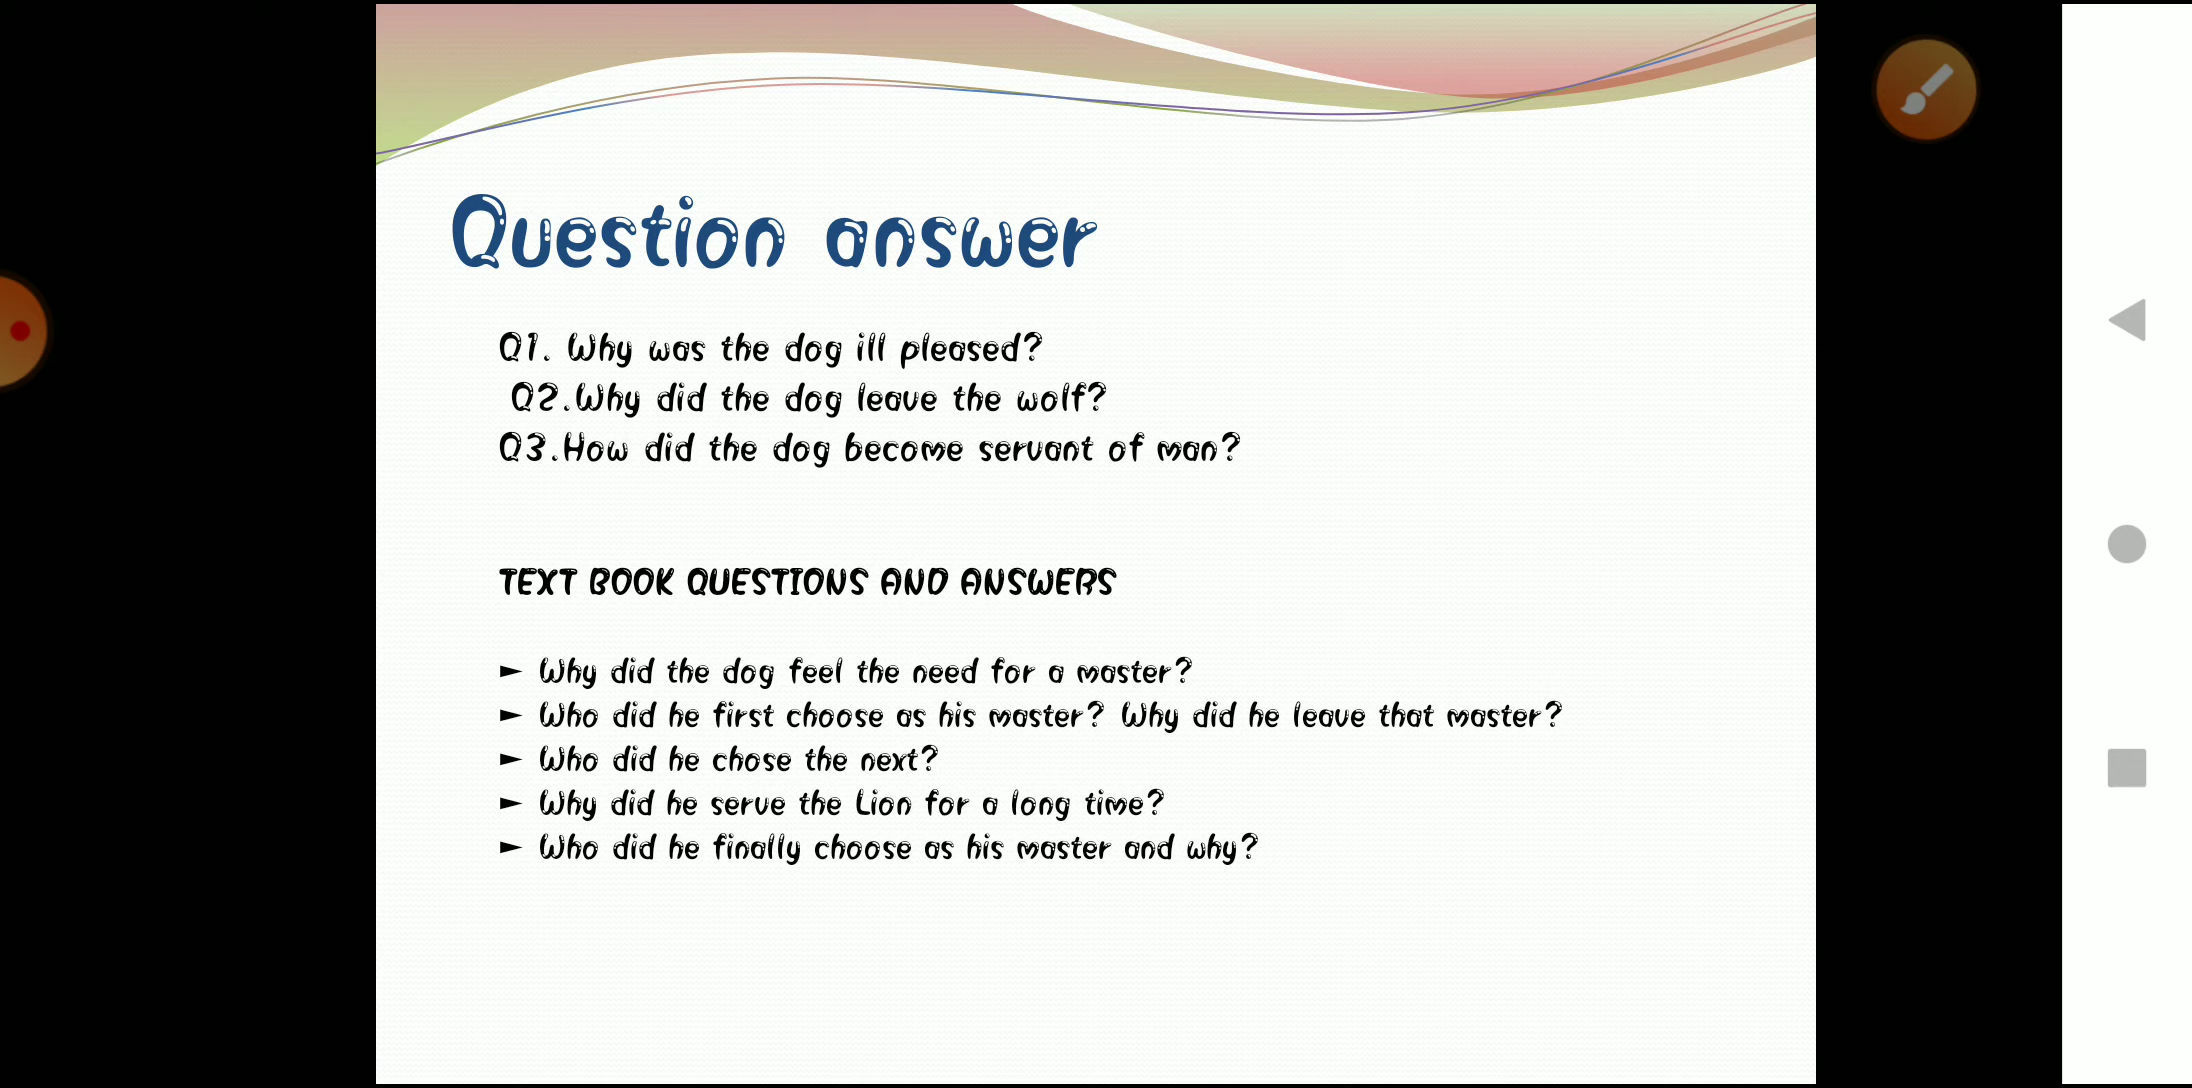 Question answer
Q1. Why was the dog ill pleased?
Q2.Why did the dog leave the wolf?
Q3.How did the dog become servant of man?
TEXT BOOK QUESTIONS AND ANSWERS
► Why did the dog feel the need for a master?
► Who did he first choose as his master? Why did he leave that master?
► Who did he chose the next?
► Why did he serve the Lion for a long time?
► Who did he finally choose as his master and why?